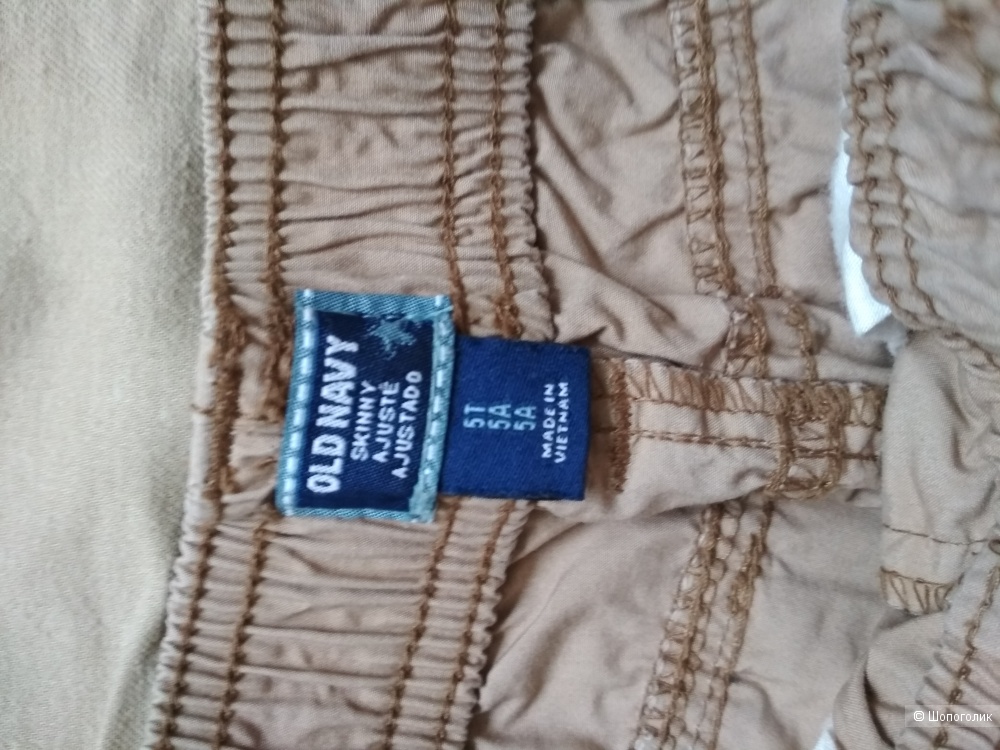 OLD NAVY
SKINNY
AJUSTÉ
AJUSTADO
5T
5A
5A
MADE IN
VIETNAM
© Шопоголик